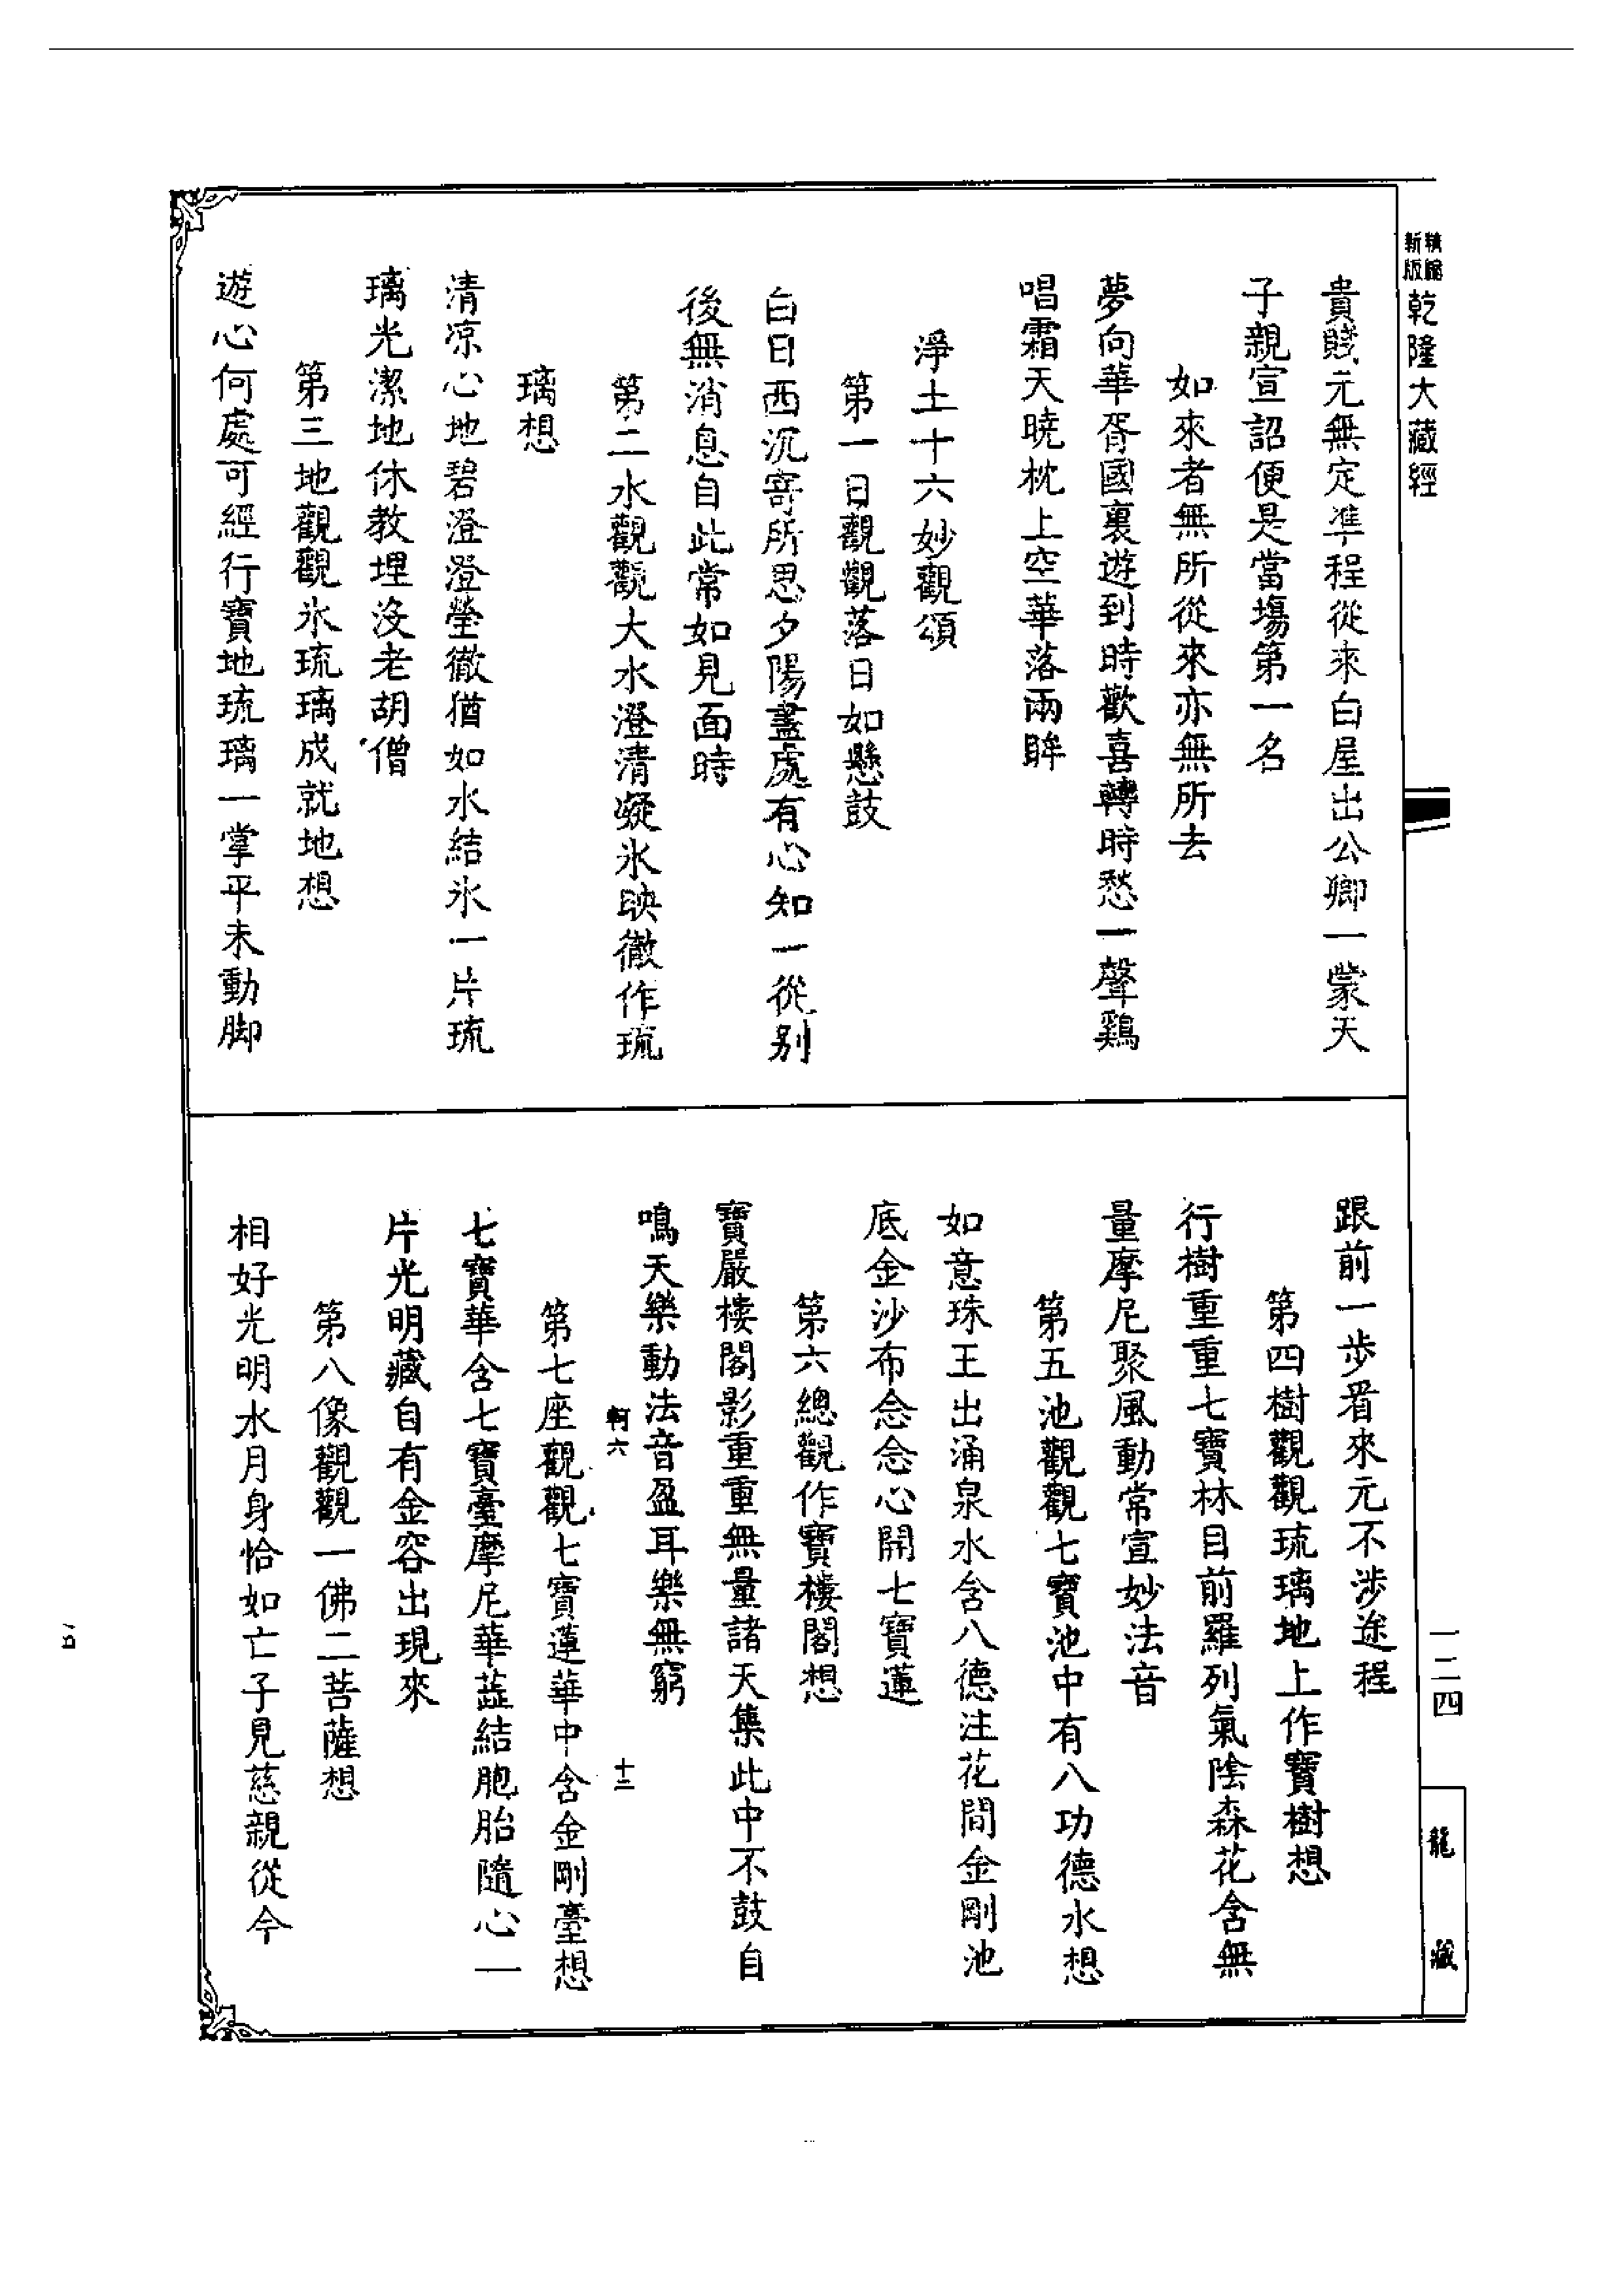 新版精縮乾隆大藏經
貴賤元無定準程從來白屋出公卿一蒙天
子親宣詔便是當場第一名
如來者無所從來亦無所去
夢向華胥國裏遊到時歡喜轉時愁一聲鷄
唱霜天曉枕上空華落兩眸
淨土十六妙觀頌
第一日觀觀落日如懸鼓
白日西沉寄所思夕陽盡處有心知一從別
後無消息自此常如見面時
第二水觀觀大水澄清凝氷映徹作琉
璃想
清凉心地碧澄澄瑩徹猶如水結氷一片琉
璃光潔地休教埋沒老胡僧
第三地觀觀氷琉璃成就地想
遊心何處可經行寶地琉璃一掌平未動脚
跟前一步看來元不涉途程
第四樹觀觀琉璃地上作寶樹想
行樹重重七寶林目前羅列氣陰森花含無
量摩尼聚風動常宣妙法音
第五池觀觀七寶池中有八功德水想
如意珠王出涌泉水含八德注花間金剛池
底金沙布念念心開七寶蓮
第六總觀作寶樓閣想
寶嚴樓閣影重重無量諸天集此中不鼓自
鳴天樂動法音盈耳樂無窮
軻六 十二
第七座觀觀七寶蓮華中含金剛臺想
七寶華含七寶臺摩尼華蕋結胞胎隨心一
片光明藏自有金容出現來
第八像觀觀一佛二菩薩想
相好光明水月身恰如亡子見慈親從今
一二四
龍藏